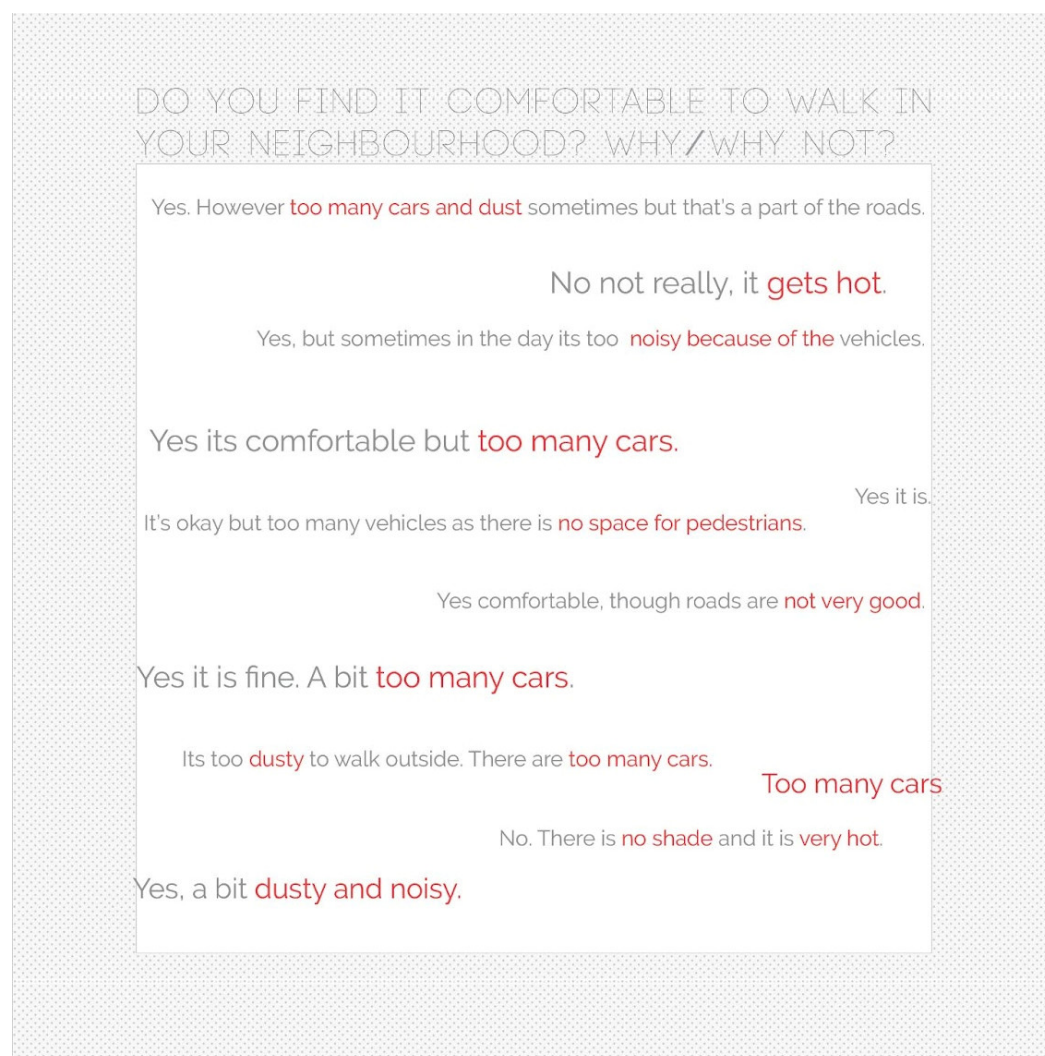 DO YOU FIND IT COMFORTABLE TO WALK IN
YOUR NEIGHBOURHOOD? WHY/WHY NOT?
Yes. However too many cars and dust sometimes but that's a part of the roads.
No not really, it gets hot.
Yes, but sometimes in the day its too noisy because of the vehicles.
Yes its comfortable but too many cars.
Yes it is.
It's okay but too many vehicles as there is no space for pedestrians.
Yes comfortable, though roads are not very good.
Yes it is fine. A bit too many cars.
Its too dusty to walk outside. There are too many cars.
Too many cars
No. There is no shade and it is very hot.
Yes, a bit dusty and noisy.